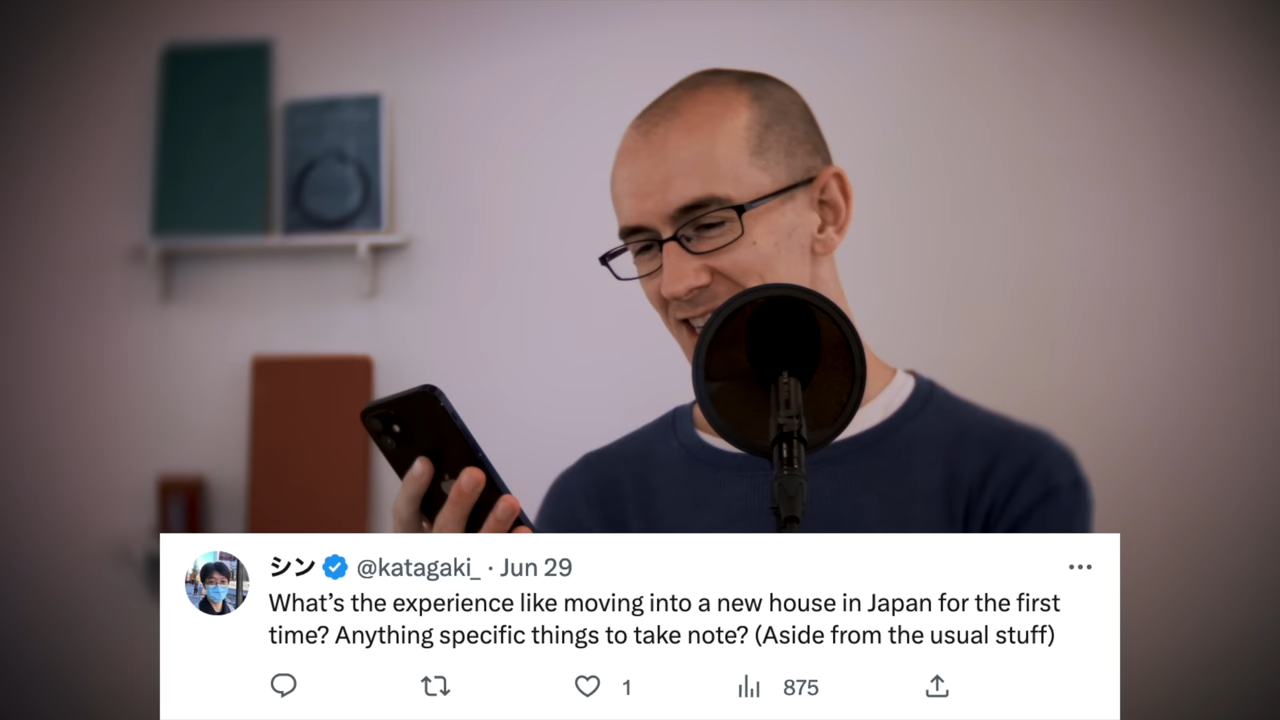 シン @katagaki_ · Jun 29
What's the experience like moving into a new house in Japan for the first
time? Anything specific things to take note? (Aside from the usual stuff)
1 875